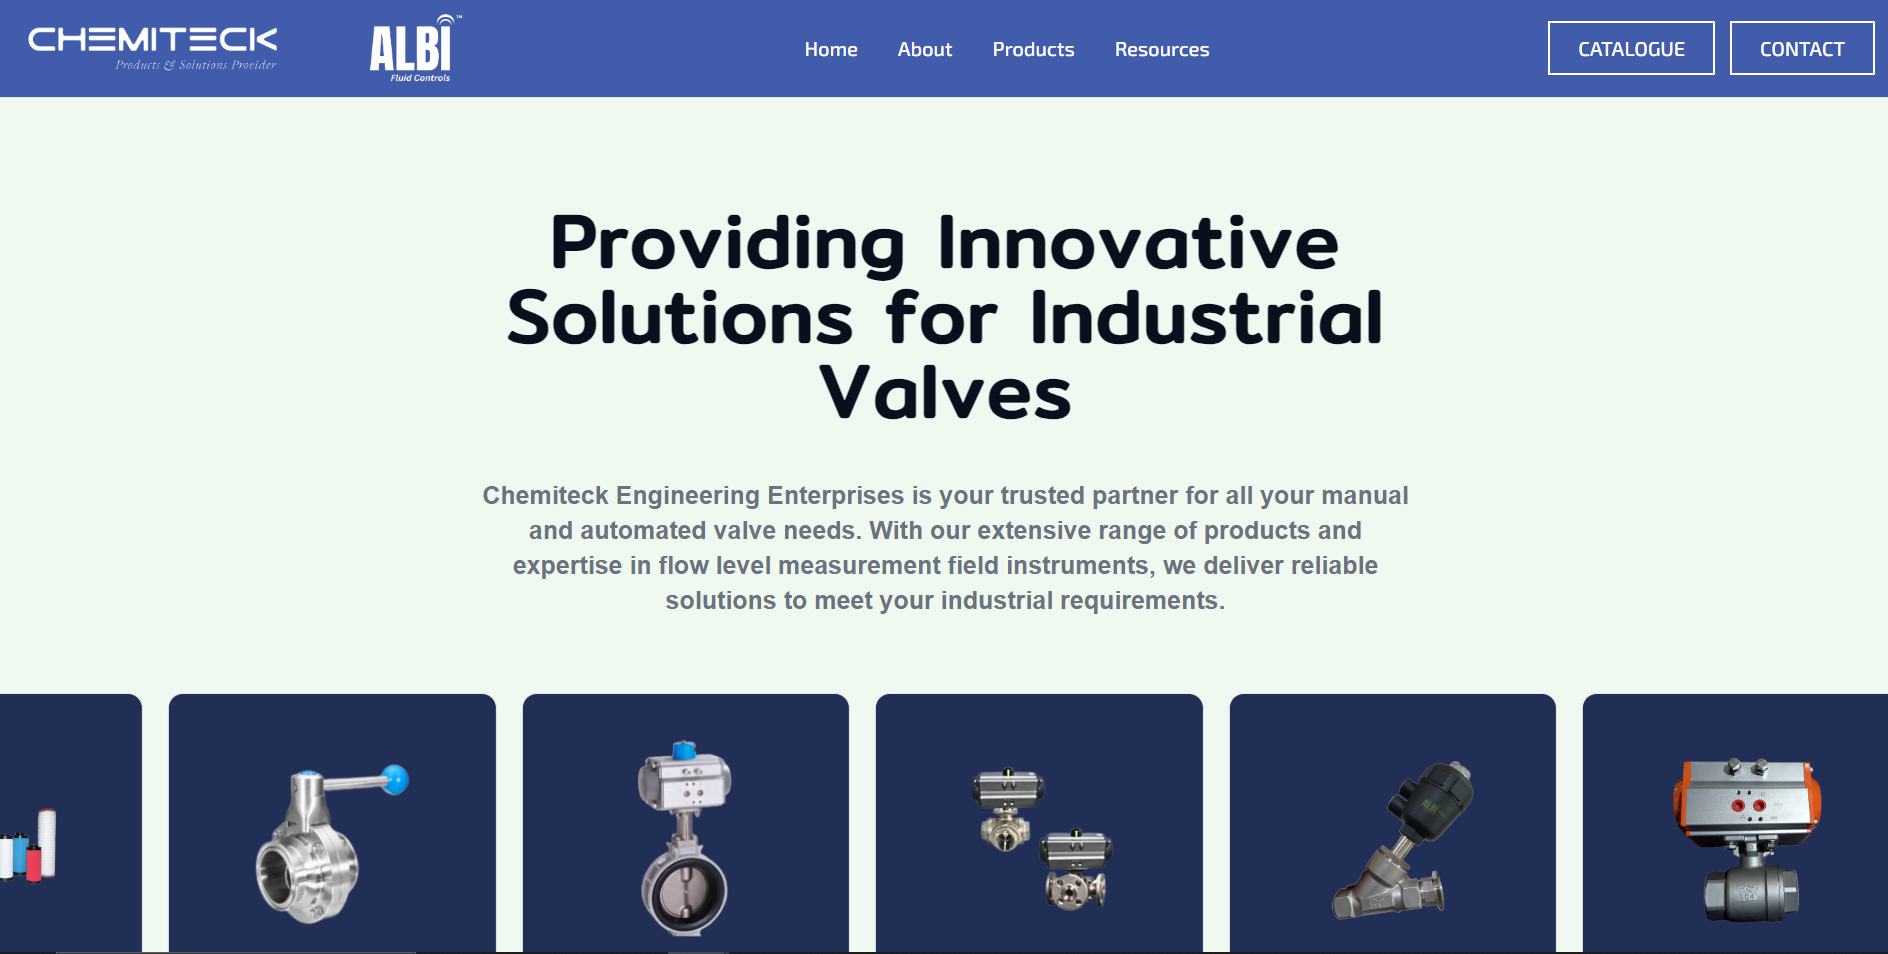 CHEMITECK
Products & Solutions Provider
ALBI™
Fluid Controls
Home
About
Products
Resources
CATALOGUE
CONTACT
Providing Innovative
Solutions for Industrial
Valves
Chemiteck Engineering Enterprises is your trusted partner for all your manual
and automated valve needs. With our extensive range of products and
expertise in flow level measurement field instruments, we deliver reliable
solutions to meet your industrial requirements.
ALBI